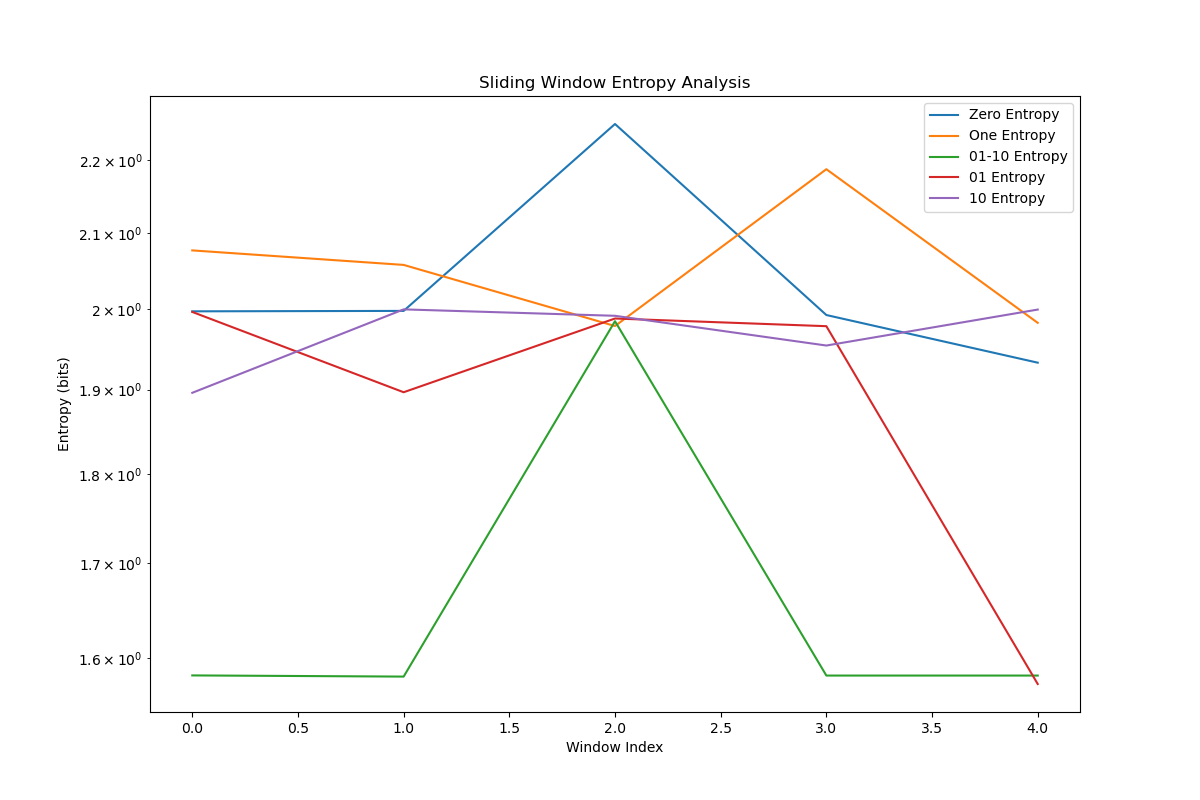 Sliding Window Entropy Analysis
Zero Entropy
One Entropy
01-10 Entropy
01 Entropy
10 Entropy
Entropy (bits)
2.2 × 10⁰
2.1 × 10⁰
2 × 10⁰
1.9 × 10⁰
1.8 × 10⁰
1.7 × 10⁰
1.6 × 10⁰
0.0 0.5 1.0 1.5 2.0 2.5 3.0 3.5 4.0
Window Index